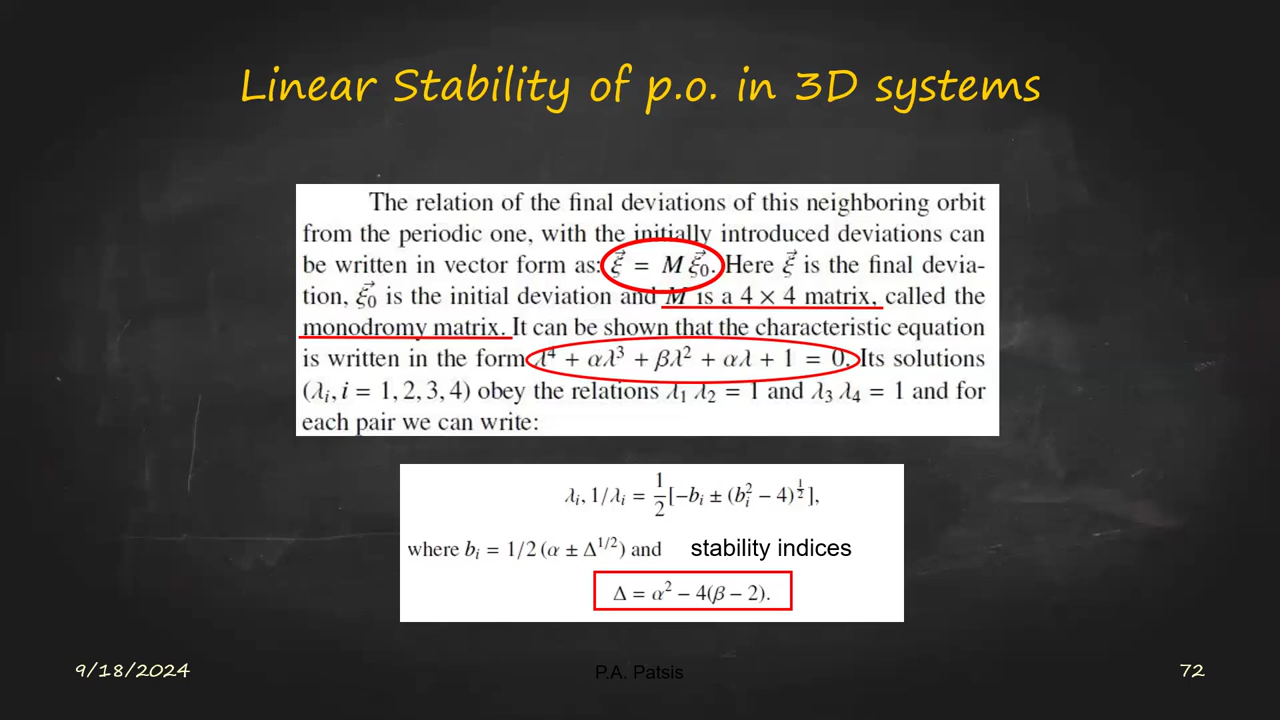 Linear Stability of p.o. in 3D systems
The relation of the final deviations of this neighboring orbit
from the periodic one, with the initially introduced deviations can
be written in vector form as: ξ⃗ = M ξ⃗₀. Here ξ⃗ is the final devia-
tion, ξ⃗₀ is the initial deviation and M is a 4 × 4 matrix, called the
monodromy matrix. It can be shown that the characteristic equation
is written in the form λ⁴ + αλ³ + βλ² + αλ + 1 = 0. Its solutions
(λᵢ, i = 1, 2, 3, 4) obey the relations λ₁ λ₂ = 1 and λ₃ λ₄ = 1 and for
each pair we can write:
λᵢ, 1/λᵢ = 1/2 [−bᵢ ± (bᵢ² − 4)^{1/2}],
where bᵢ = 1/2 (α ± Δ^{1/2}) and stability indices
Δ = α² − 4(β − 2).
9/18/2024
P.A. Patsis
72